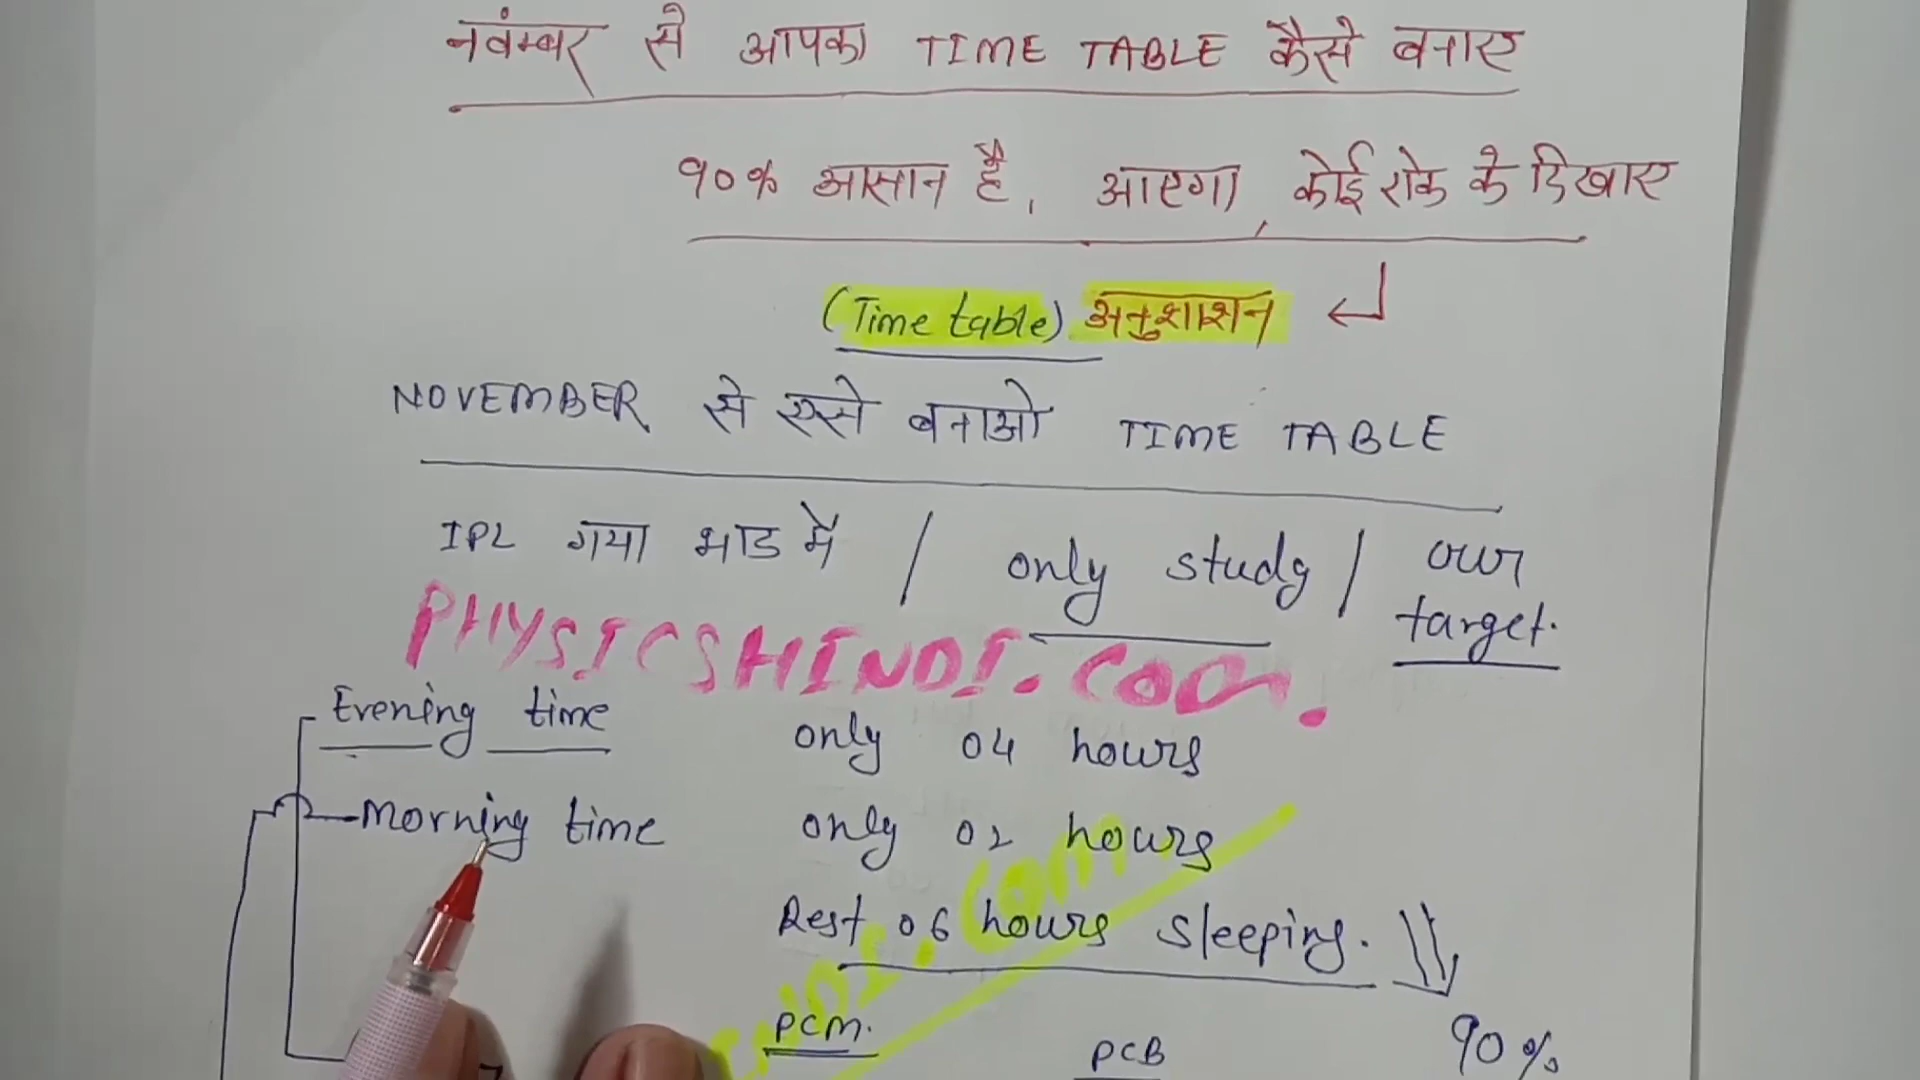 नवंम्बर से आपका TIME TABLE कैसे बनाए
90% आसान है, आएगा, कोई रोक के दिखाए
(Time table) अनुशाशन
NOVEMBER से एसे बनाओ TIME TABLE
IPL गया भाड में / only study / our target.
PHYSICSHINDI.COM.
Evening time only 04 hours
Morning time only 02 hours
Rest 06 hours sleeping.
PCM. PCB 90%